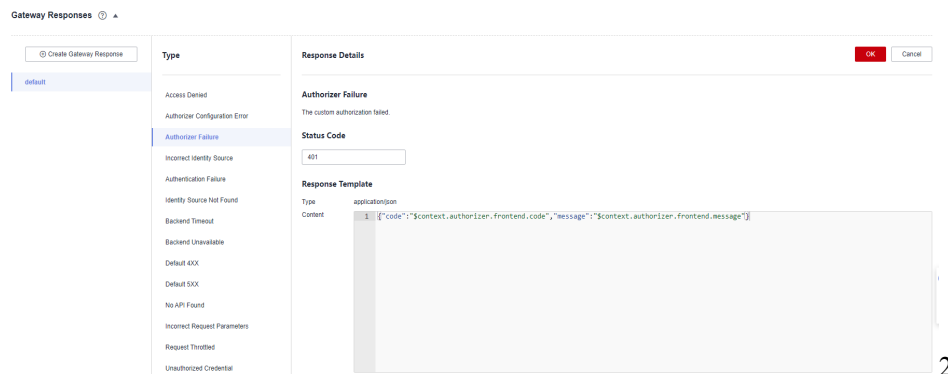 Gateway Responses
Create Gateway Response
default
Type
Access Denied
Authorizer Configuration Error
Authorizer Failure
Incorrect Identity Source
Authentication Failure
Identity Source Not Found
Backend Timeout
Backend Unavailable
Default 4XX
Default 5XX
No API Found
Incorrect Request Parameters
Request Throttled
Unauthorized Credential
Response Details
OK
Cancel
Authorizer Failure
The custom authorization failed.
Status Code
401
Response Template
Type application/json
Content
1 {"code":"$context.authorizer.frontend.code","message":"$context.authorizer.frontend.message"}
2